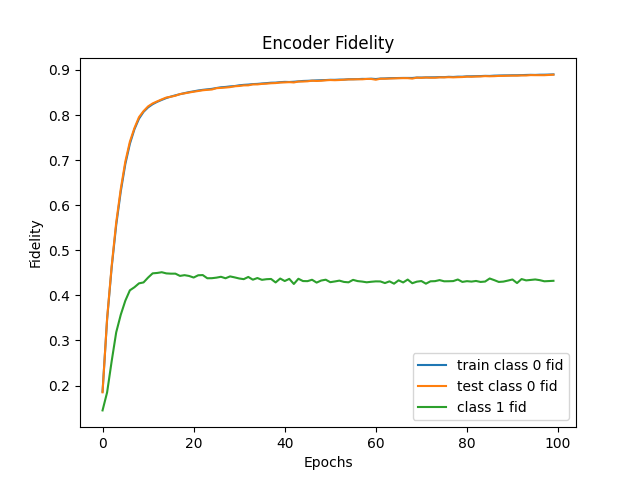 Encoder Fidelity
0.9
0.8
0.7
0.6
0.5
0.4
0.3
0.2
Fidelity
train class 0 fid
test class 0 fid
class 1 fid
0 20 40 60 80 100
Epochs